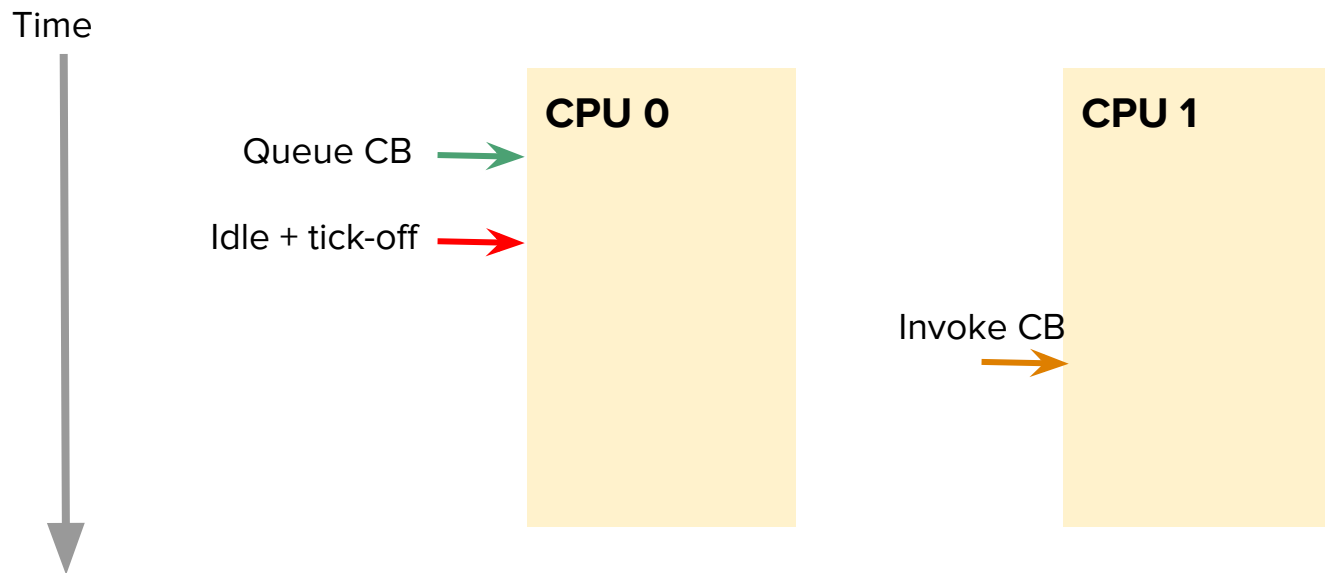 Time
CPU 0
CPU 1
Queue CB
Idle + tick-off
Invoke CB